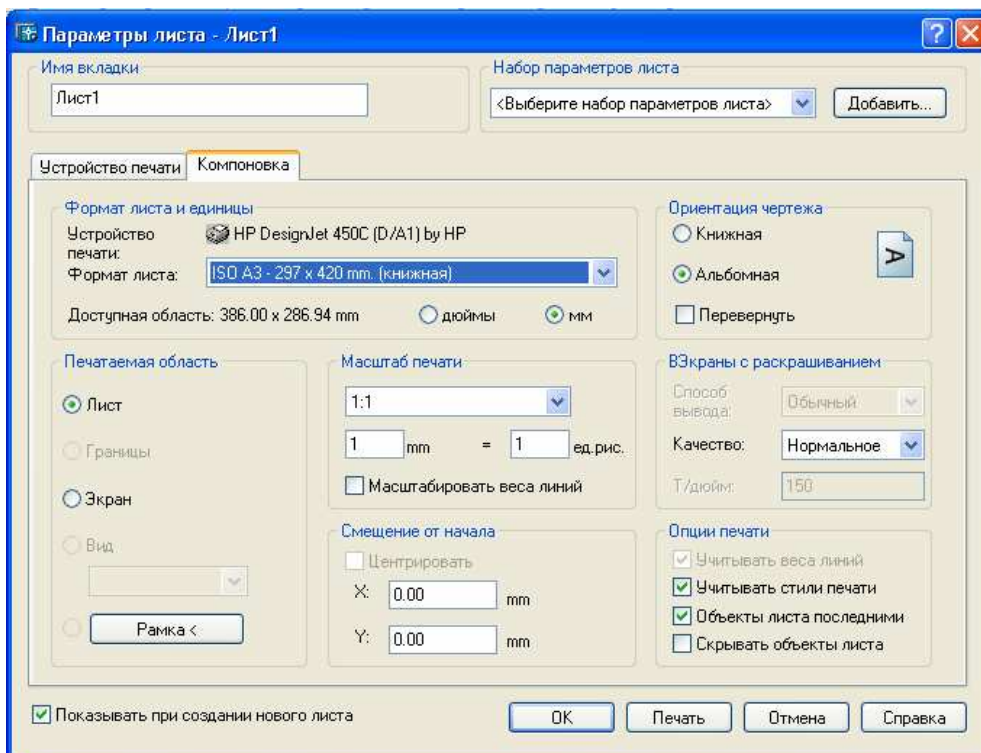 Параметры листа - Лист1
Имя вкладки
Лист1
Набор параметров листа
<Выберите набор параметров листа>
Добавить...
Устройство печати
Компоновка
Формат листа и единицы
Устройство печати:
HP DesignJet 450C (D/A1) by HP
Формат листа:
ISO A3 - 297 x 420 mm. (книжная)
Доступная область: 386.00 x 286.94 mm
дюймы
мм
Ориентация чертежа
Книжная
Альбомная
Перевернуть
A
Печатаемая область
Лист
Границы
Экран
Вид
Рамка <
Масштаб печати
1:1
1 mm = 1 ед.рис.
Масштабировать веса линий
Смещение от начала
Центрировать
X: 0.00 mm
Y: 0.00 mm
ВЭкраны с раскрашиванием
Способ вывода: Обычный
Качество: Нормальное
Т/дюйм: 150
Опции печати
Учитывать веса линий
Учитывать стили печати
Объекты листа последними
Скрывать объекты листа
Показывать при создании нового листа
OK
Печать
Отмена
Справка